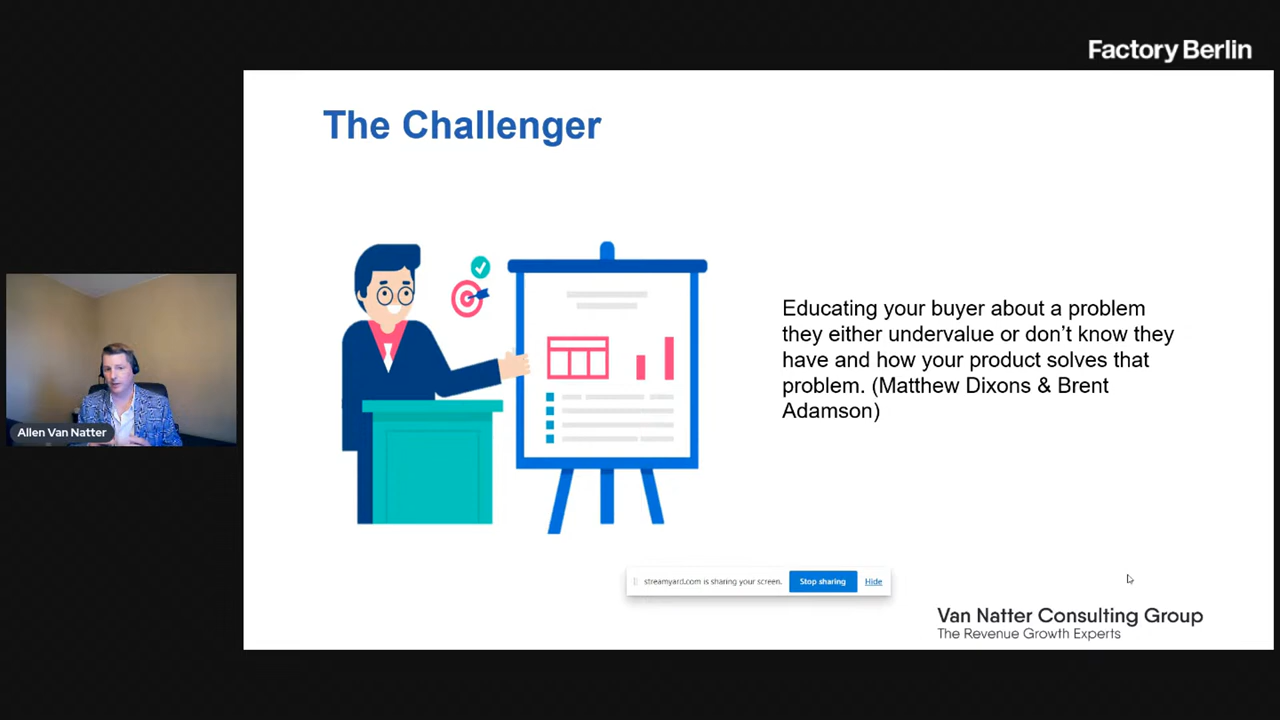 Factory Berlin
The Challenger
Educating your buyer about a problem
they either undervalue or don’t know they
have and how your product solves that
problem. (Matthew Dixons & Brent
Adamson)
Allen Van Natter
streamyard.com is sharing your screen.
Stop sharing
Hide
Van Natter Consulting Group
The Revenue Growth Experts